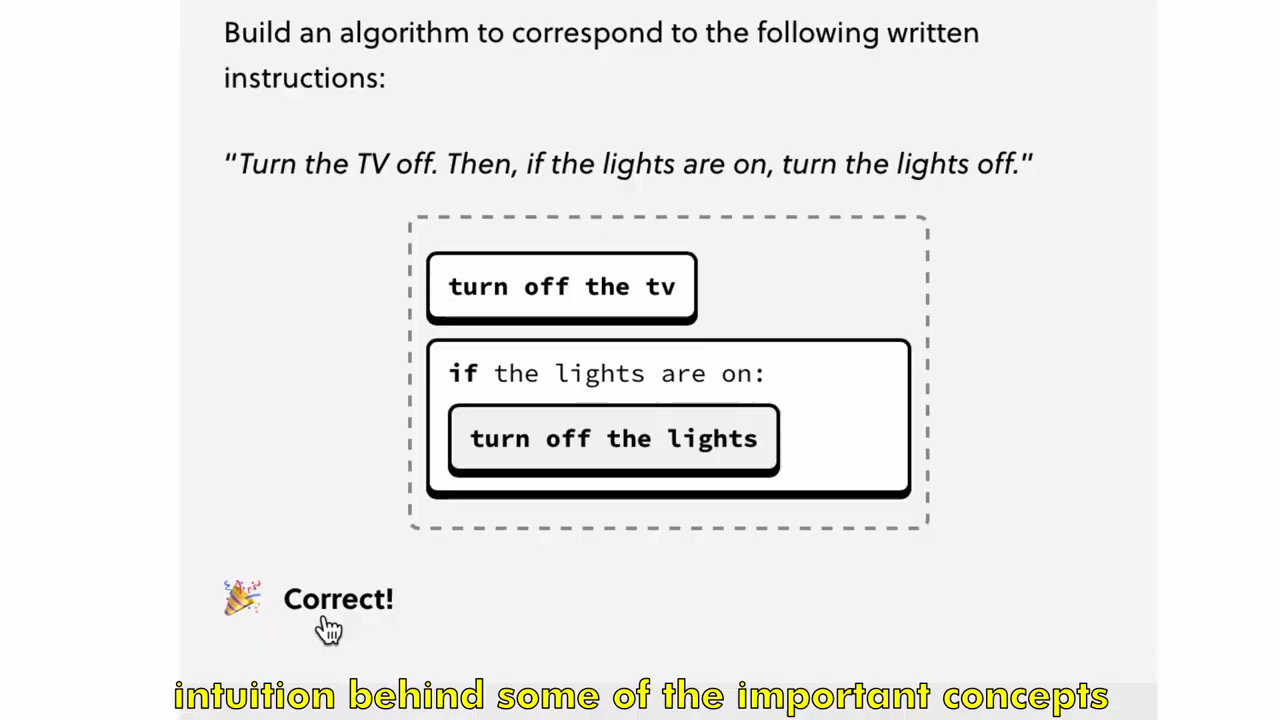 Build an algorithm to correspond to the following written
instructions:
"Turn the TV off. Then, if the lights are on, turn the lights off."
turn off the tv
if the lights are on:
turn off the lights
Correct!
intuition behind some of the important concepts